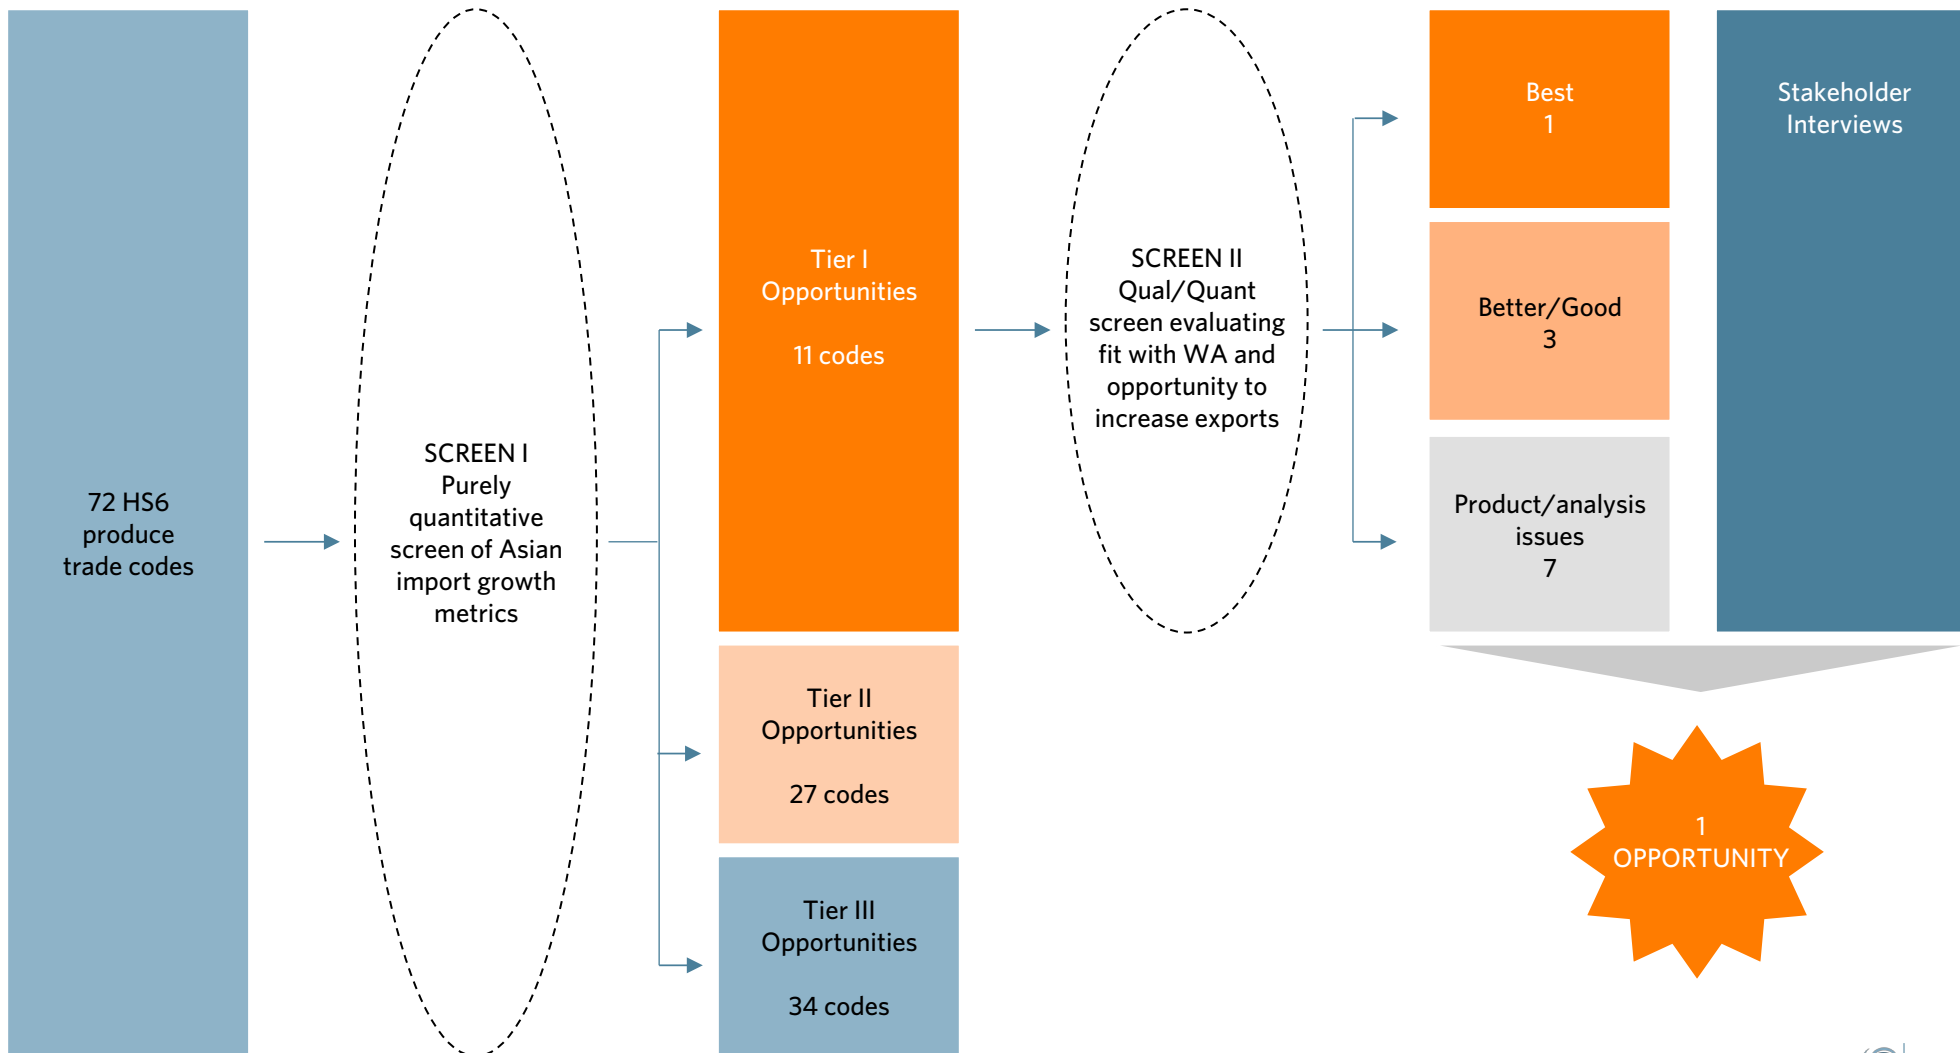 72 HS6
produce
trade codes
SCREEN I
Purely
quantitative
screen of Asian
import growth
metrics
Tier I
Opportunities
11 codes
Tier II
Opportunities
27 codes
Tier III
Opportunities
34 codes
SCREEN II
Qual/Quant
screen evaluating
fit with WA and
opportunity to
increase exports
Best
1
Better/Good
3
Product/analysis
issues
7
Stakeholder
Interviews
1
OPPORTUNITY